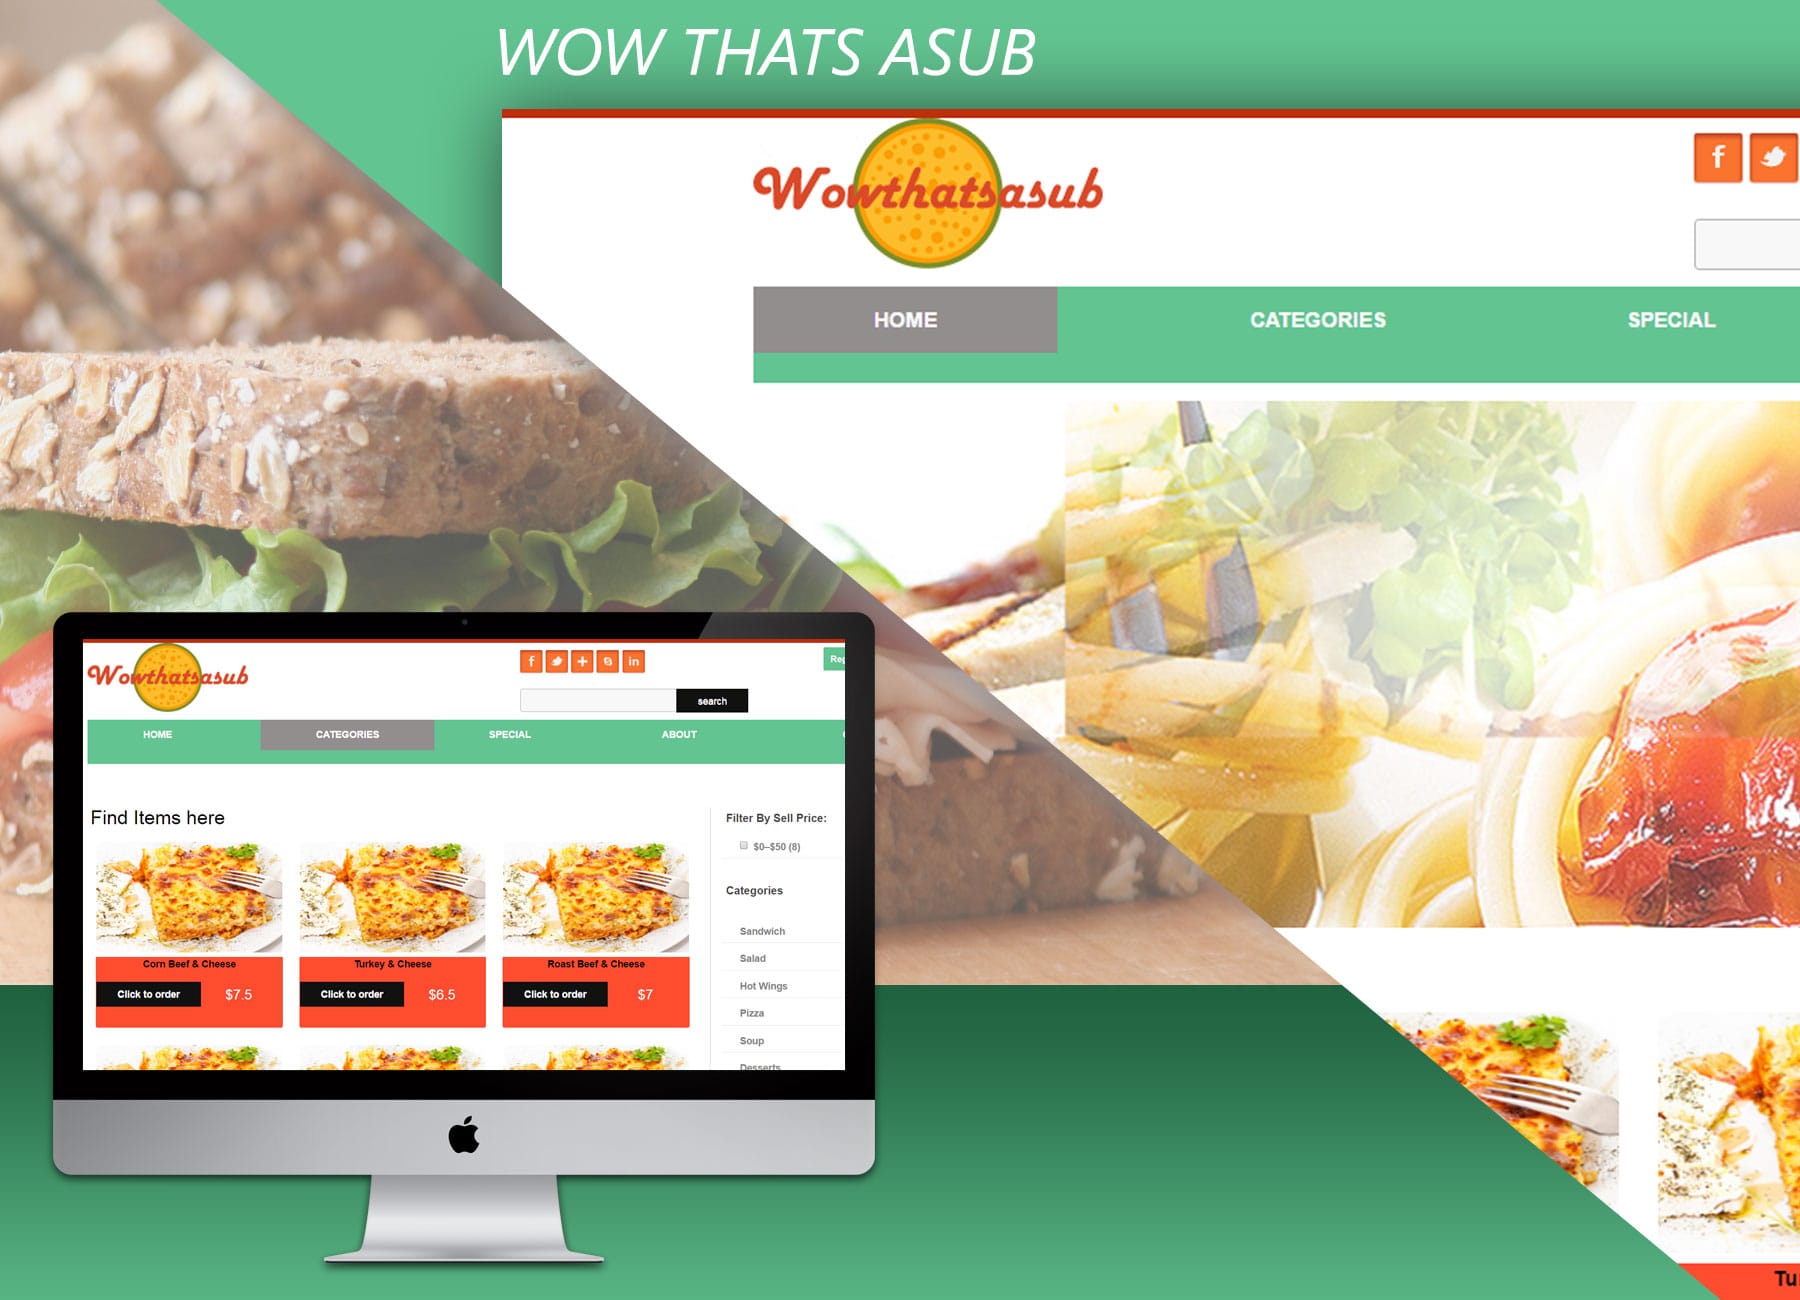 WOW THATS ASUB
Wowthatsasub
f
HOME CATEGORIES SPECIAL
Wowthatsasub
f in
search
HOME CATEGORIES SPECIAL ABOUT
Find Items here
Filter By Sell Price:
$0–$50 (8)
Categories
Sandwich
Salad
Hot Wings
Pizza
Soup
Desserts
Corn Beef & Cheese
Click to order $7.5
Turkey & Cheese
Click to order $6.5
Roast Beef & Cheese
Click to order $7